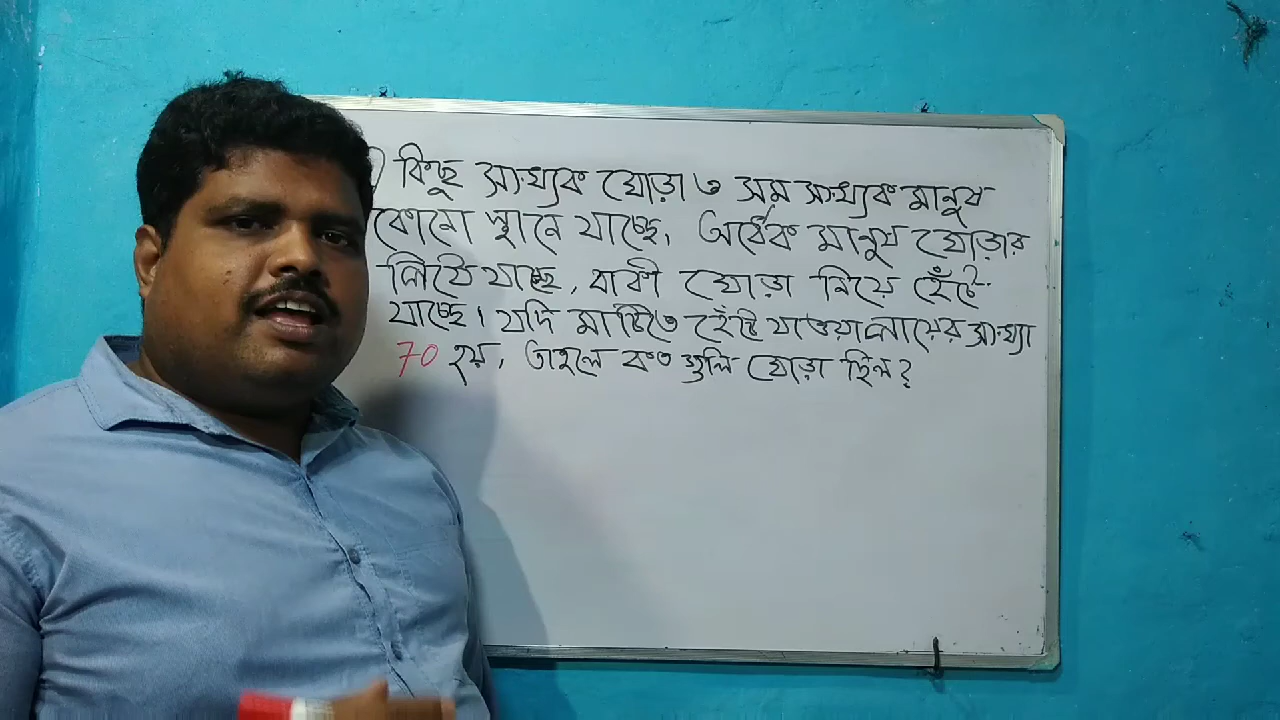 ) কিছু সংখ্যক ঘোড়া ও সম সংখ্যক মানুষ
কোনো স্থানে যাচ্ছে। অর্ধেক মানুষ ঘোড়ার
পিঠে যাচ্ছে, বাকী ঘোড়া নিয়ে হেঁটে
যাচ্ছে। যদি মাটিতে হেঁটে যাওয়া পায়ের সংখ্যা
70 হয়, তাহলে কত গুলি ঘোড়া ছিল?